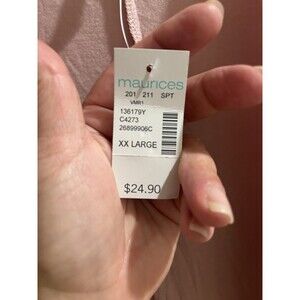 maurices
201 211 SPT
VMR1
136179Y
C4273
26899906C
XX LARGE
$24.90